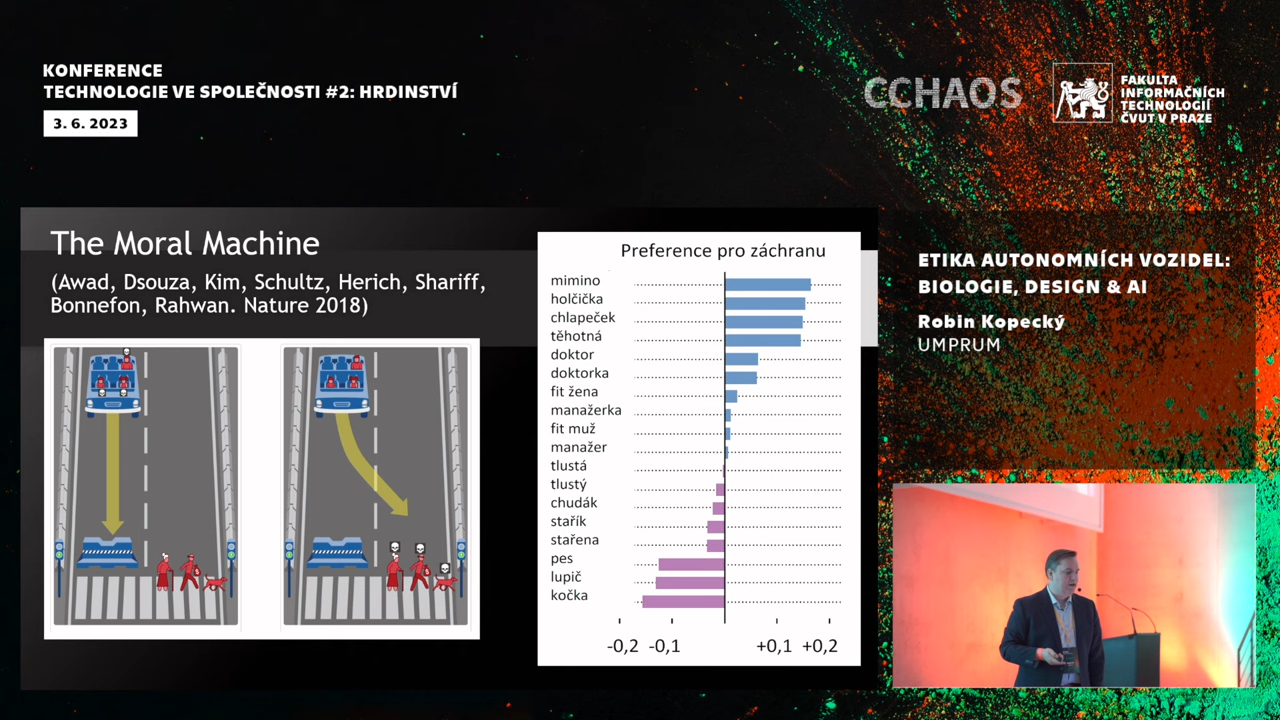 KONFERENCE
TECHNOLOGIE VE SPOLEČNOSTI #2: HRDINSTVÍ
3. 6. 2023
CCHAOS
FAKULTA
INFORMAČNÍCH
TECHNOLOGIÍ
ČVUT V PRAZE
The Moral Machine
(Awad, Dsouza, Kim, Schultz, Herich, Shariff,
Bonnefon, Rahwan. Nature 2018)
Preference pro záchranu
mimino
holčička
chlapeček
těhotná
doktor
doktorka
fit žena
manažerka
fit muž
manažer
tlustá
tlustý
chudák
stařík
stařena
pes
lupič
kočka
-0,2 -0,1 +0,1 +0,2
ETIKA AUTONOMNÍCH VOZIDEL:
BIOLOGIE, DESIGN & AI
Robin Kopecký
UMPRUM